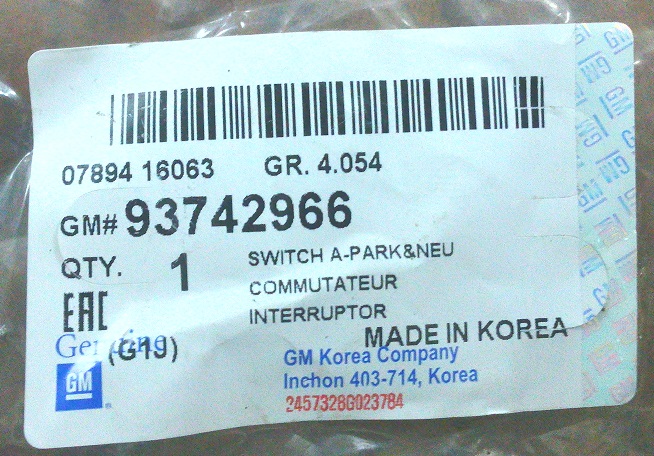 07894 16063 GR. 4.054
GM# 93742966
QTY. 1 SWITCH A-PARK&NEU
COMMUTATEUR
INTERRUPTOR
EAC
MADE IN KOREA
Genuine (G19)
GM Korea Company
GM Inchon 403-714, Korea
2457328G023784